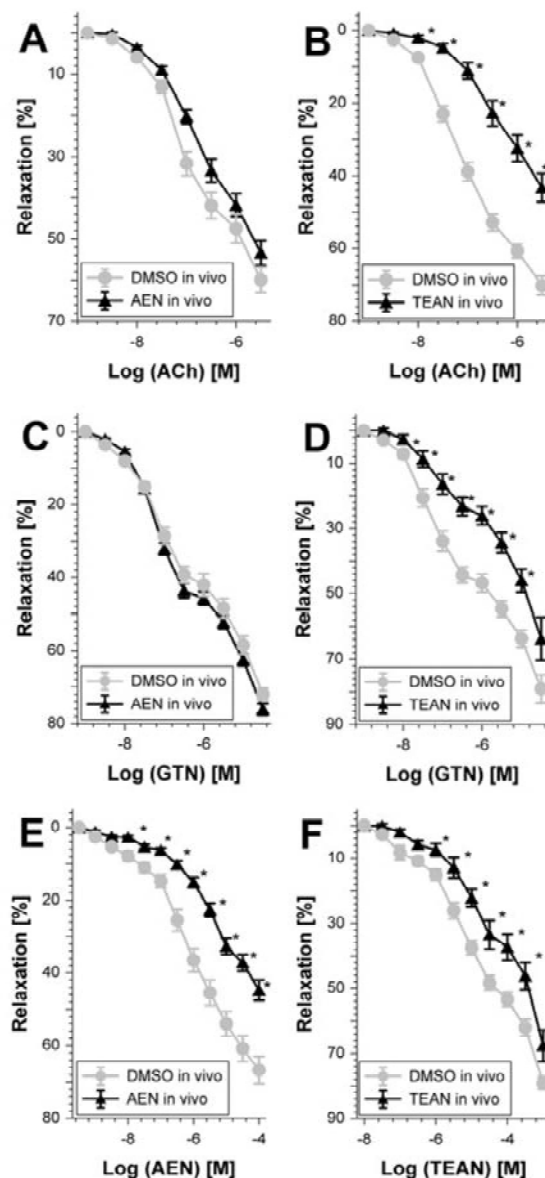 A
Relaxation [%]
10
30
50
70
DMSO in vivo
AEN in vivo
-8
-6
Log (ACh) [M]
B
Relaxation [%]
0
20
40
60
80
* * * * * * * *
DMSO in vivo
TEAN in vivo
-8
-6
Log (ACh) [M]
C
Relaxation [%]
0
20
40
60
80
DMSO in vivo
AEN in vivo
-8
-6
Log (GTN) [M]
D
Relaxation [%]
10
30
50
70
90
* * * * * * *
DMSO in vivo
TEAN in vivo
-8
-6
Log (GTN) [M]
E
Relaxation [%]
0
20
40
60
80
* * * * * * * *
DMSO in vivo
AEN in vivo
-8
-6
-4
Log (AEN) [M]
F
Relaxation [%]
10
30
50
70
90
* * * * * * *
DMSO in vivo
TEAN in vivo
-8
-6
-4
Log (TEAN) [M]